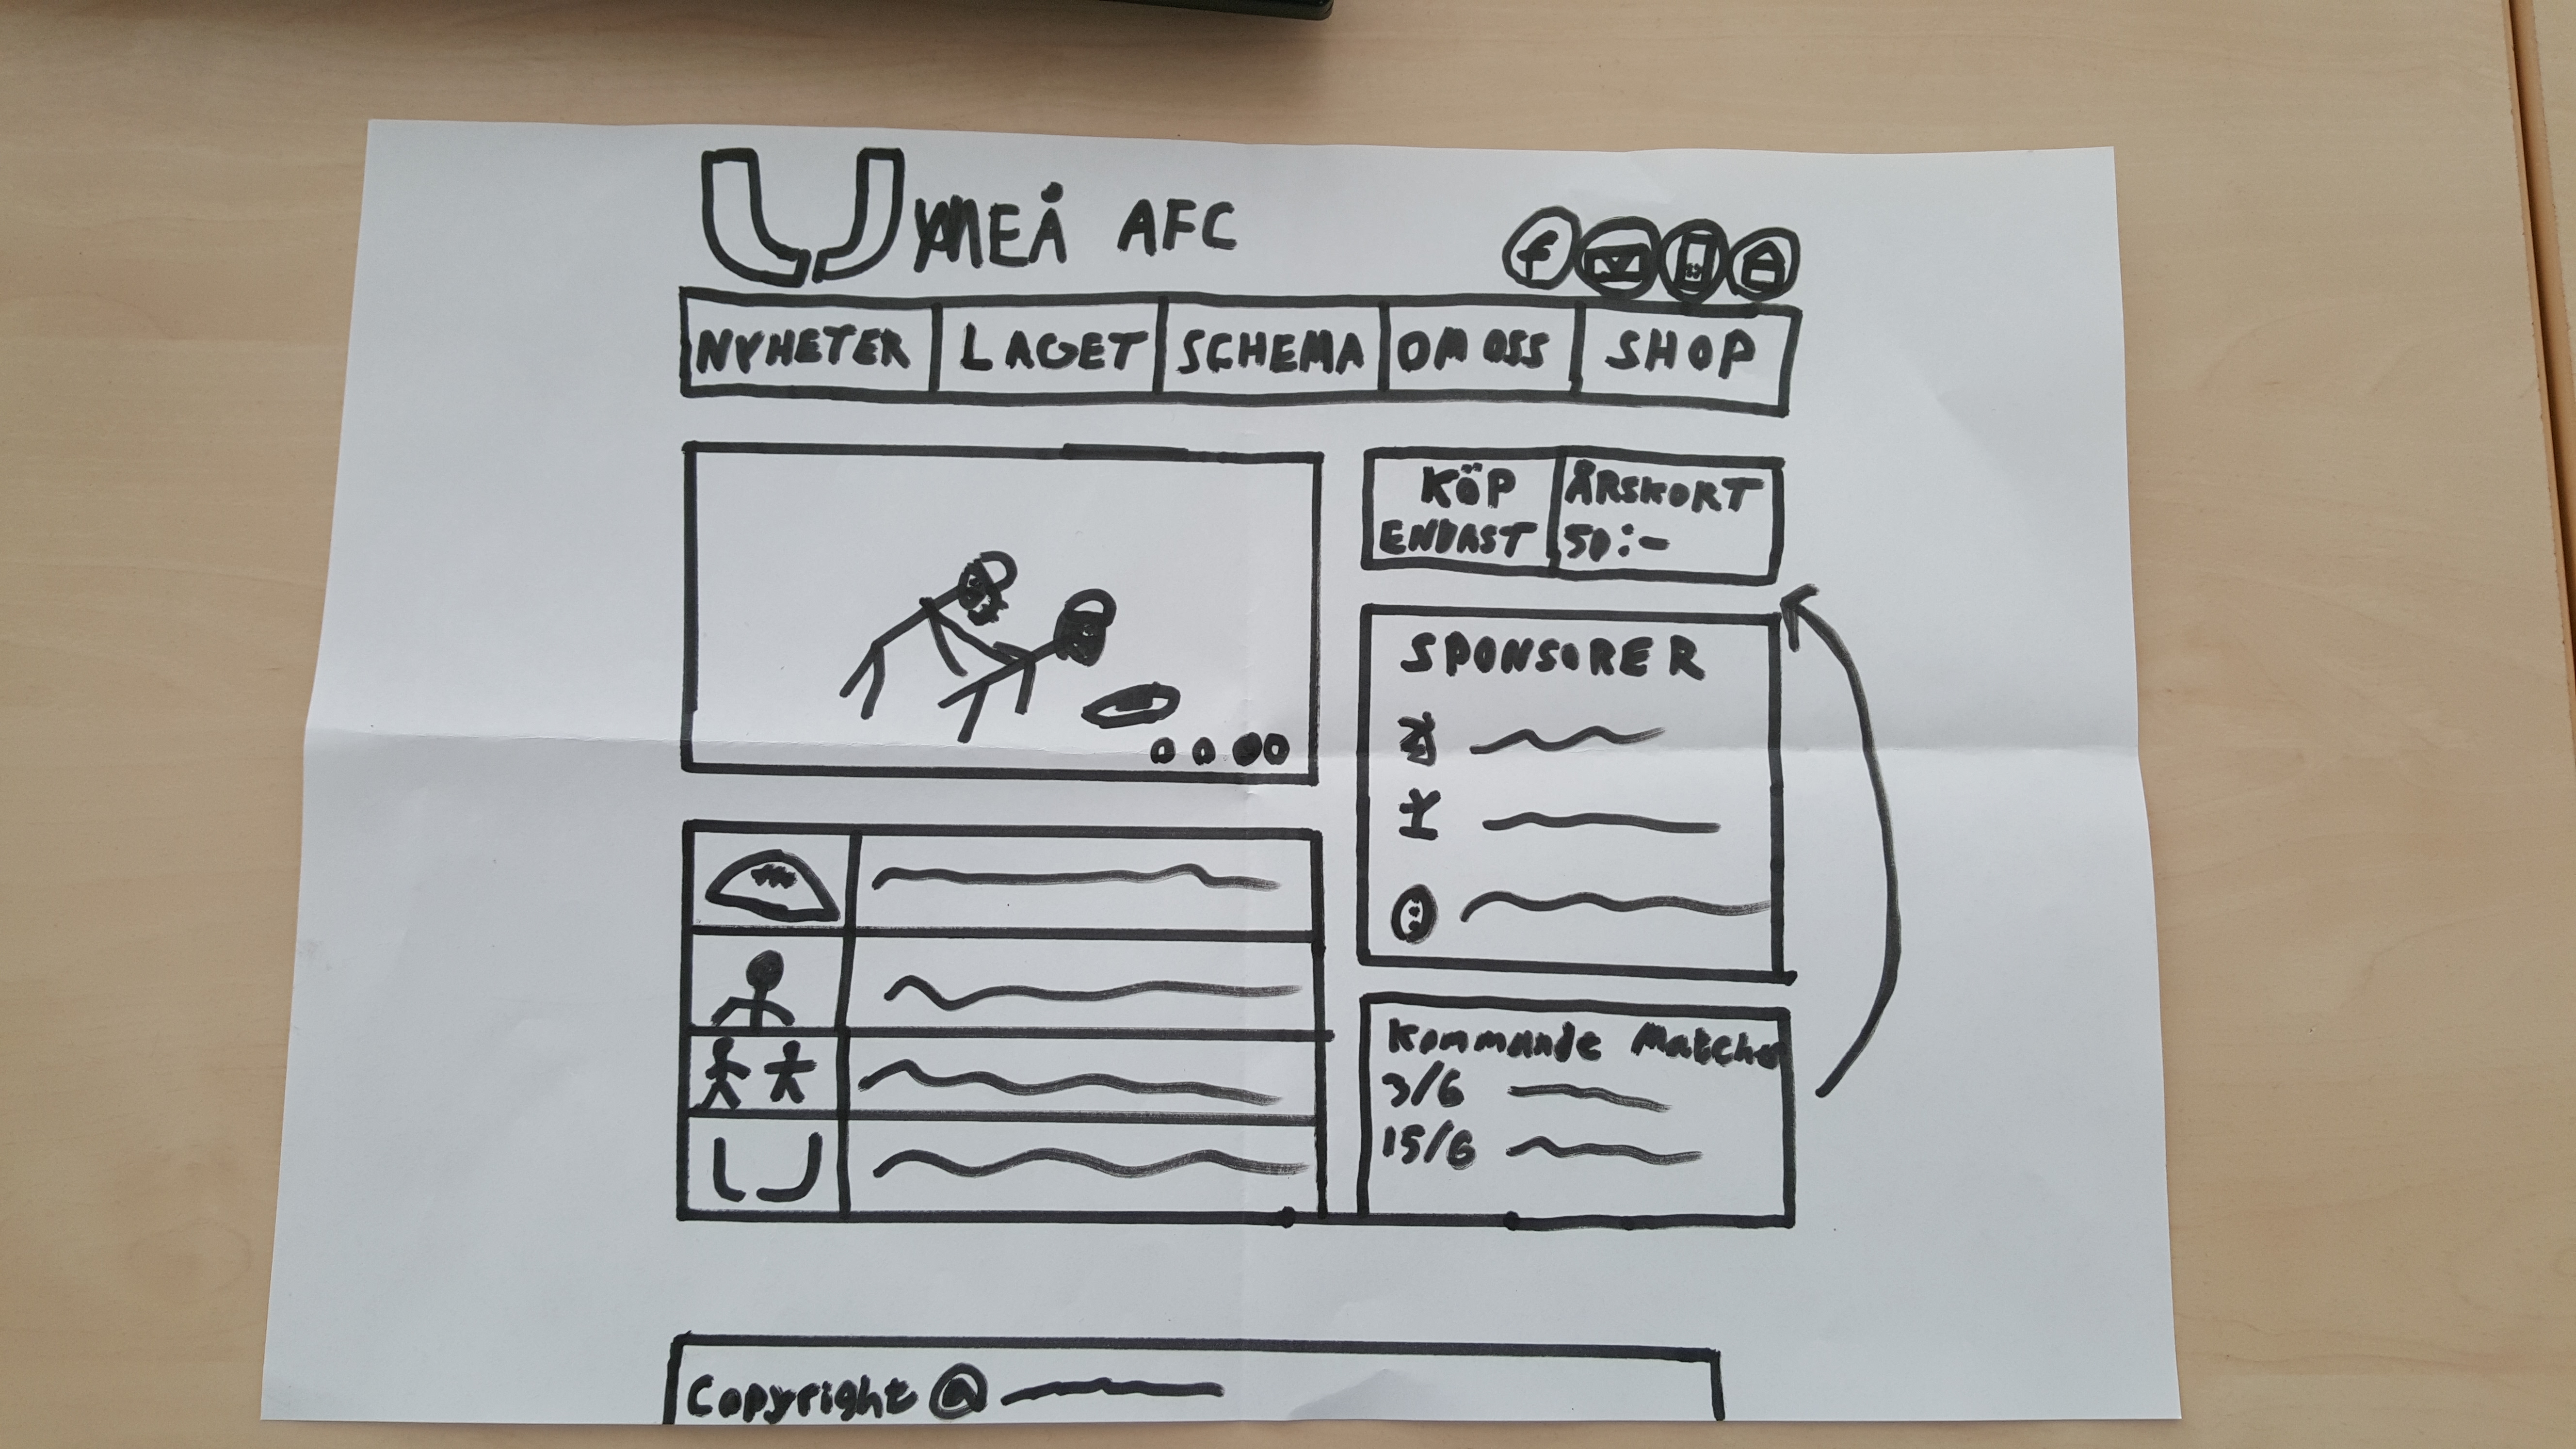 UMEÅ AFC
NYHETER LAGET SCHEMA OM OSS SHOP
KÖP ÅRSKORT
ENDAST 50:-
SPONSORER
Kommande Matcher
3/6
15/6
Copyright @